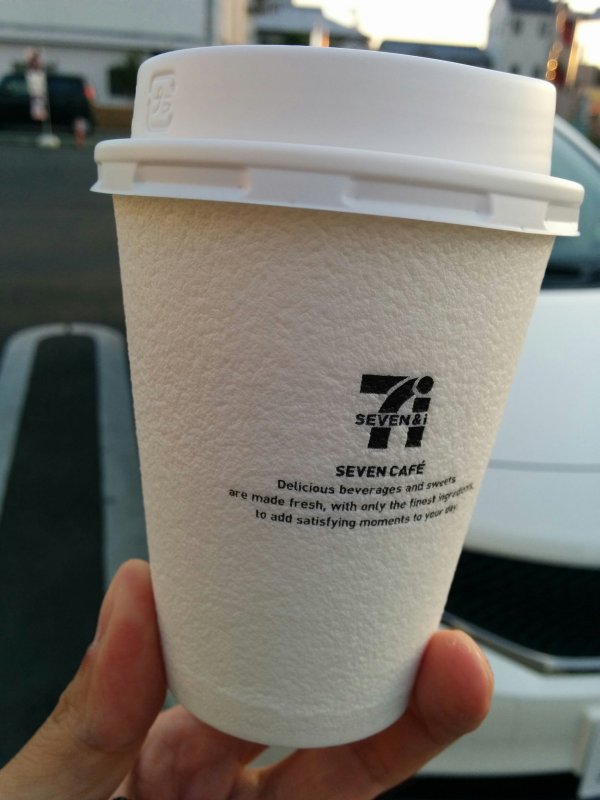 7i
SEVEN&i
SEVEN CAFÉ
Delicious beverages and sweets
are made fresh, with only the finest ingredients,
to add satisfying moments to your day.